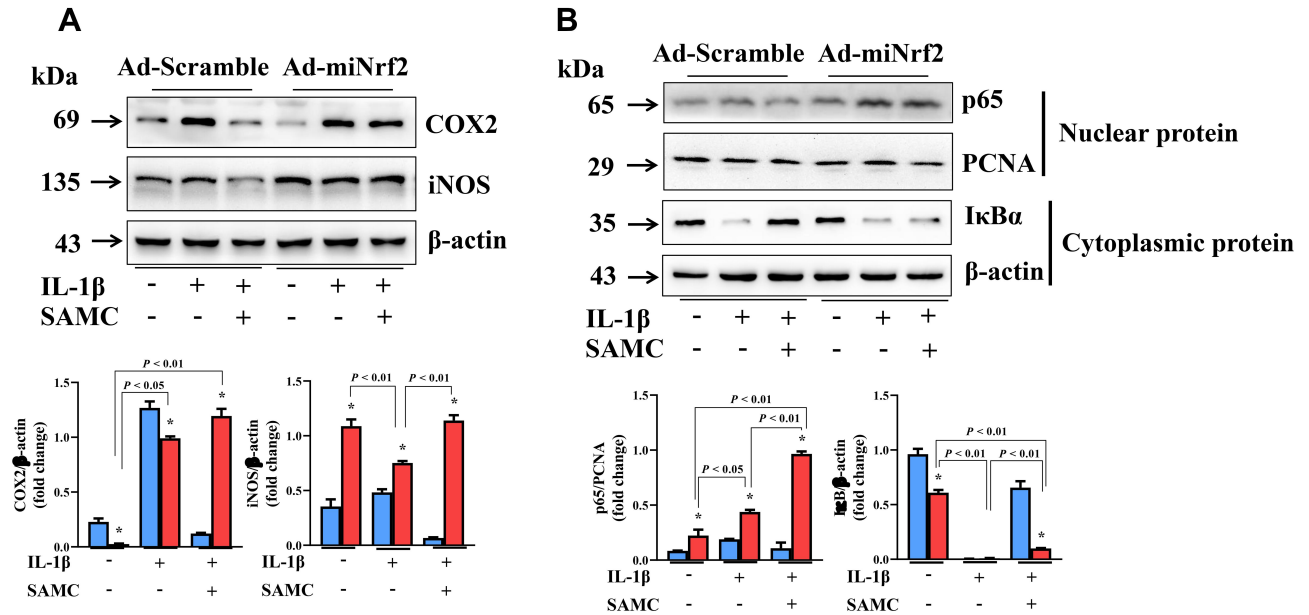 A
Ad-Scramble Ad-miNrf2
kDa
69 COX2
135 iNOS
43 β-actin
IL-1β - + + - + +
SAMC - - + - - +
B
Ad-Scramble Ad-miNrf2
kDa
65 p65
29 PCNA
Nuclear protein
35 IκBα
43 β-actin
Cytoplasmic protein
IL-1β - + + - + +
SAMC - - + - - +
COX2/β-actin
(fold change)
1.5
1.0
0.5
0.0
P < 0.01
P < 0.05
* * *
IL-1β - + +
SAMC - - +
iNOS/β-actin
(fold change)
1.5
1.0
0.5
0.0
P < 0.01 P < 0.01
* * *
- + +
- - +
p65/PCNA
(fold change)
1.5
1.0
0.5
0.0
P < 0.01
P < 0.01
P < 0.05
* * *
IL-1β - + +
SAMC - - +
/β-actin
(fold change)
1.5
1.0
0.5
0.0
P < 0.01
P < 0.01 P < 0.01
* *
IL-1β - + +
SAMC - - +